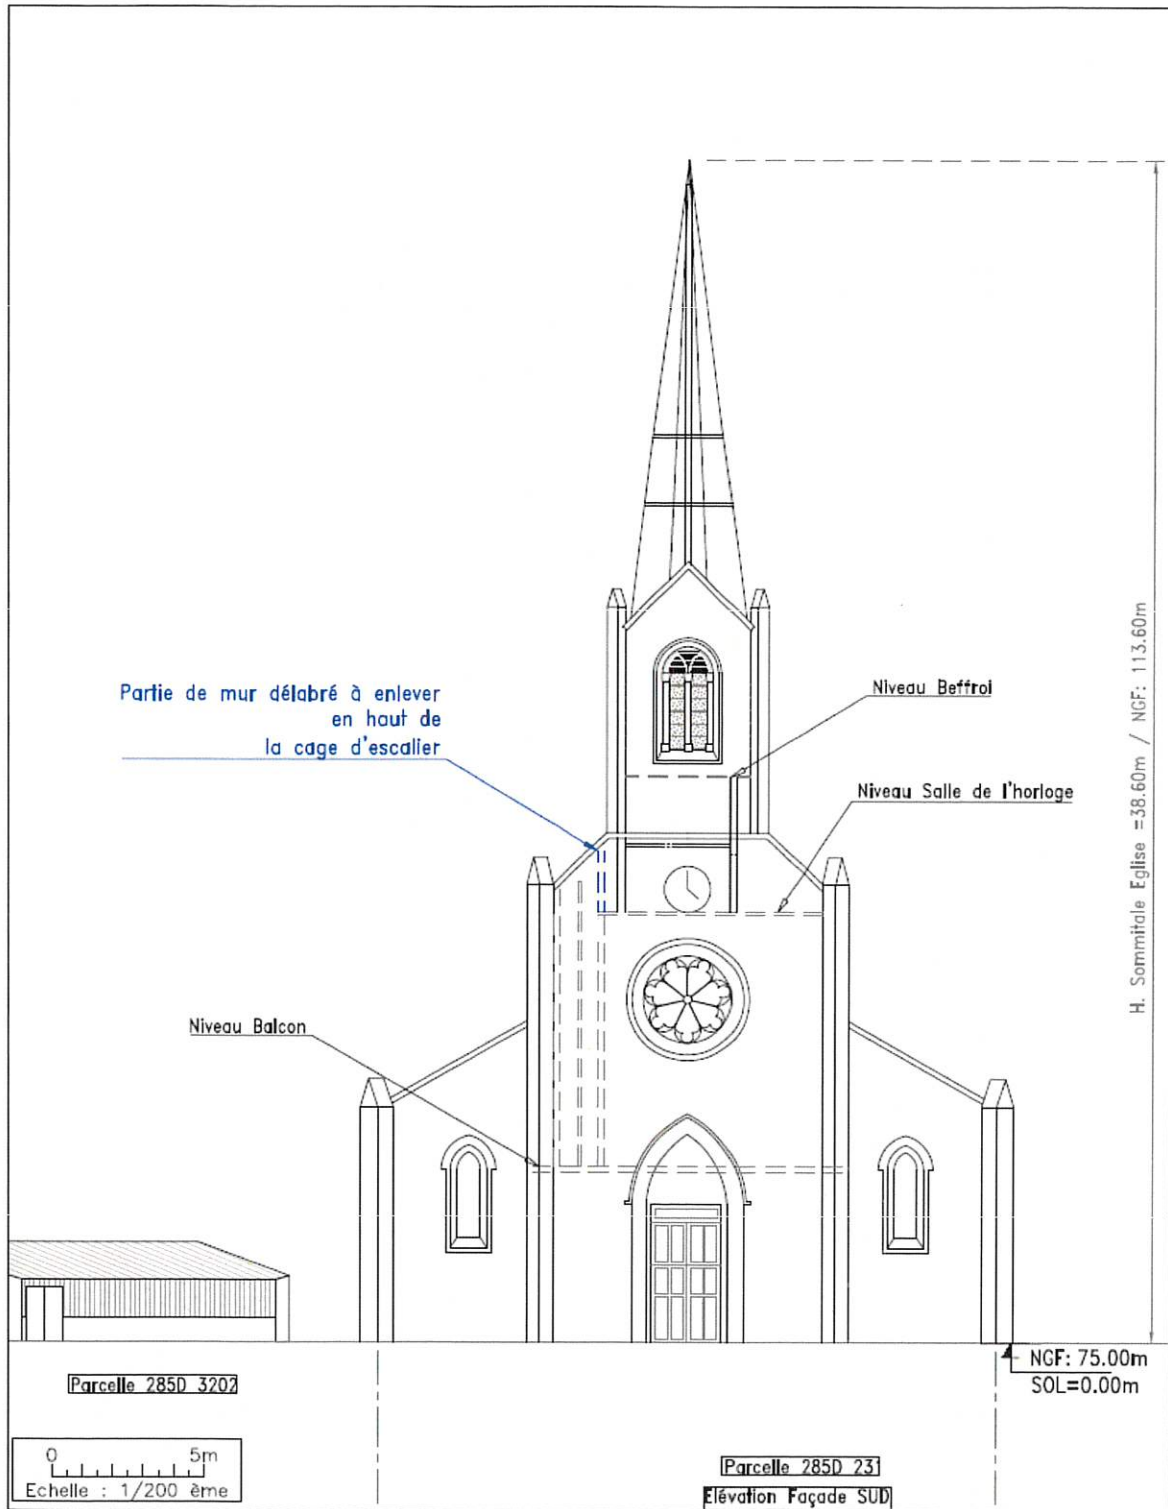 Partie de mur délabré à enlever
en haut de
la cage d'escalier
Niveau Beffroi
Niveau Salle de l'horloge
H. Sommitale Eglise =38.60m / NGF: 113.60m
Niveau Balcon
NGF: 75.00m
SOL=0.00m
Parcelle 285D 3202
0 5m
Echelle : 1/200 ème
Parcelle 285D 231
Elévation Façade SUD